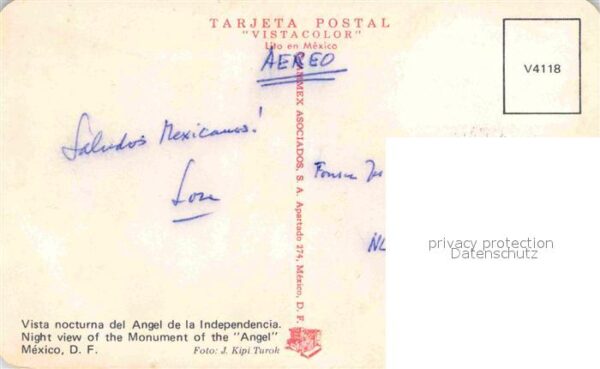 TARJETA POSTAL
"VISTACOLOR"
Lito en México
AEREO
V4118
Saludos Mexicanos!
MEX ASOCIADOS, S. A. Apartado 274, México, D. F.
privacy protection
Datenschutz
Vista nocturna del Angel de la Independencia.
Night view of the Monument of the "Angel"
México, D. F.
Foto: J. Kipi Turok